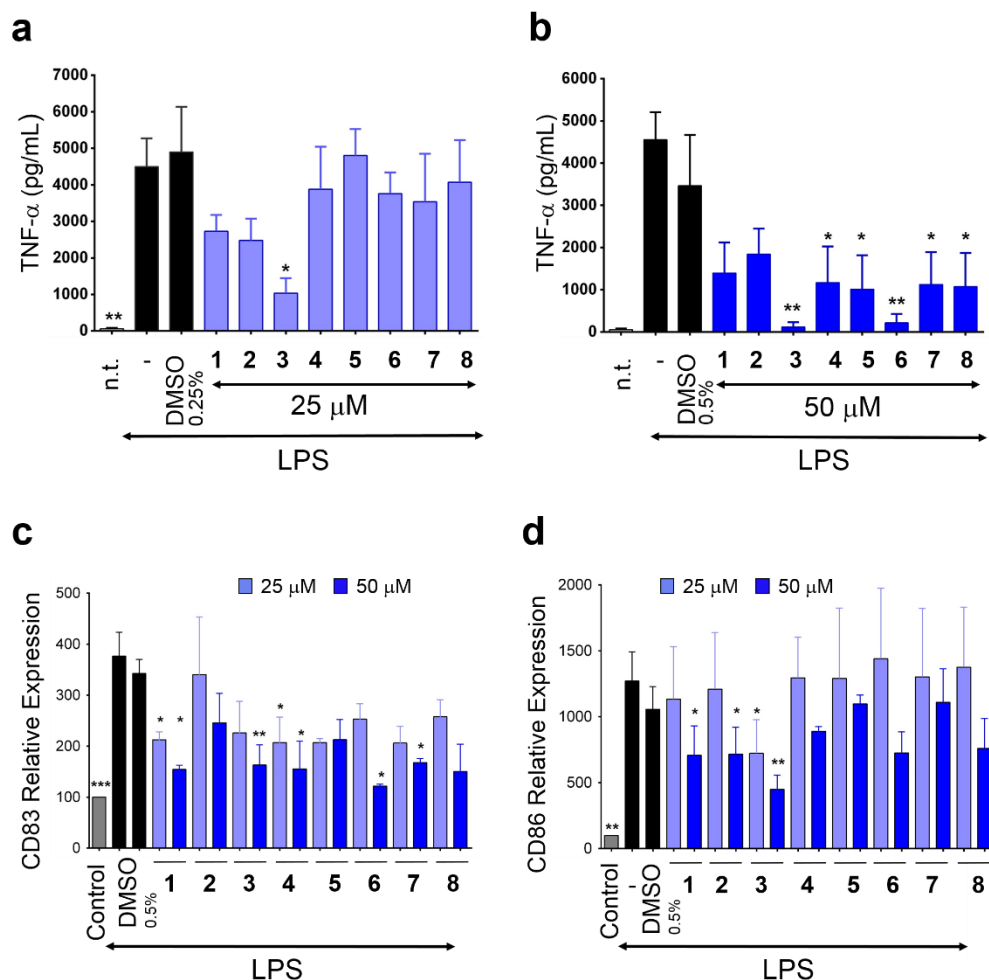 a
TNF-α (pg/mL)
7000
6000
5000
4000
3000
2000
1000
0
**
*
n.t.
-
DMSO
0.25%
1 2 3 4 5 6 7 8
25 μM
LPS
b
TNF-α (pg/mL)
6000
5000
4000
3000
2000
1000
0
** * * ** * *
n.t.
-
DMSO
0.5%
1 2 3 4 5 6 7 8
50 μM
LPS
c
25 μM 50 μM
CD83 Relative Expression
500
400
300
200
100
0
*** * * ** * * * *
Control
DMSO
0.5%
1 2 3 4 5 6 7 8
LPS
d
25 μM 50 μM
CD86 Relative Expression
2000
1500
1000
500
0
** * * * **
Control
-
DMSO
0.5%
1 2 3 4 5 6 7 8
LPS